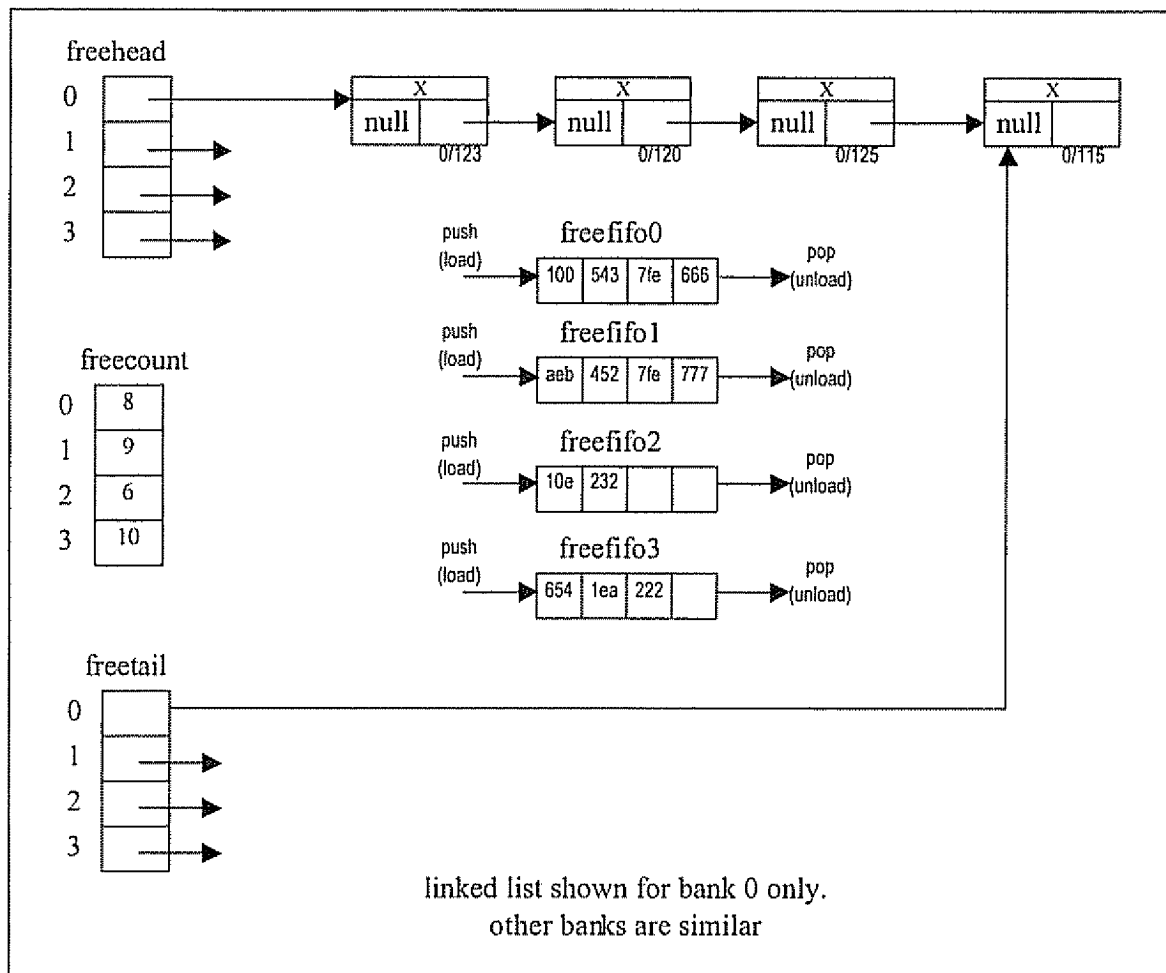 freehead
0
1
2
3
X
null
0/123
X
null
0/120
X
null
0/125
X
null
0/115
push
(load)
freefifo0
100 543 7fe 666
pop
(unload)
push
(load)
freefifo1
aeb 452 7fe 777
pop
(unload)
push
(load)
freefifo2
10e 232
pop
(unload)
push
(load)
freefifo3
654 1ea 222
pop
(unload)
freecount
0 8
1 9
2 6
3 10
freetail
0
1
2
3
linked list shown for bank 0 only.
other banks are similar